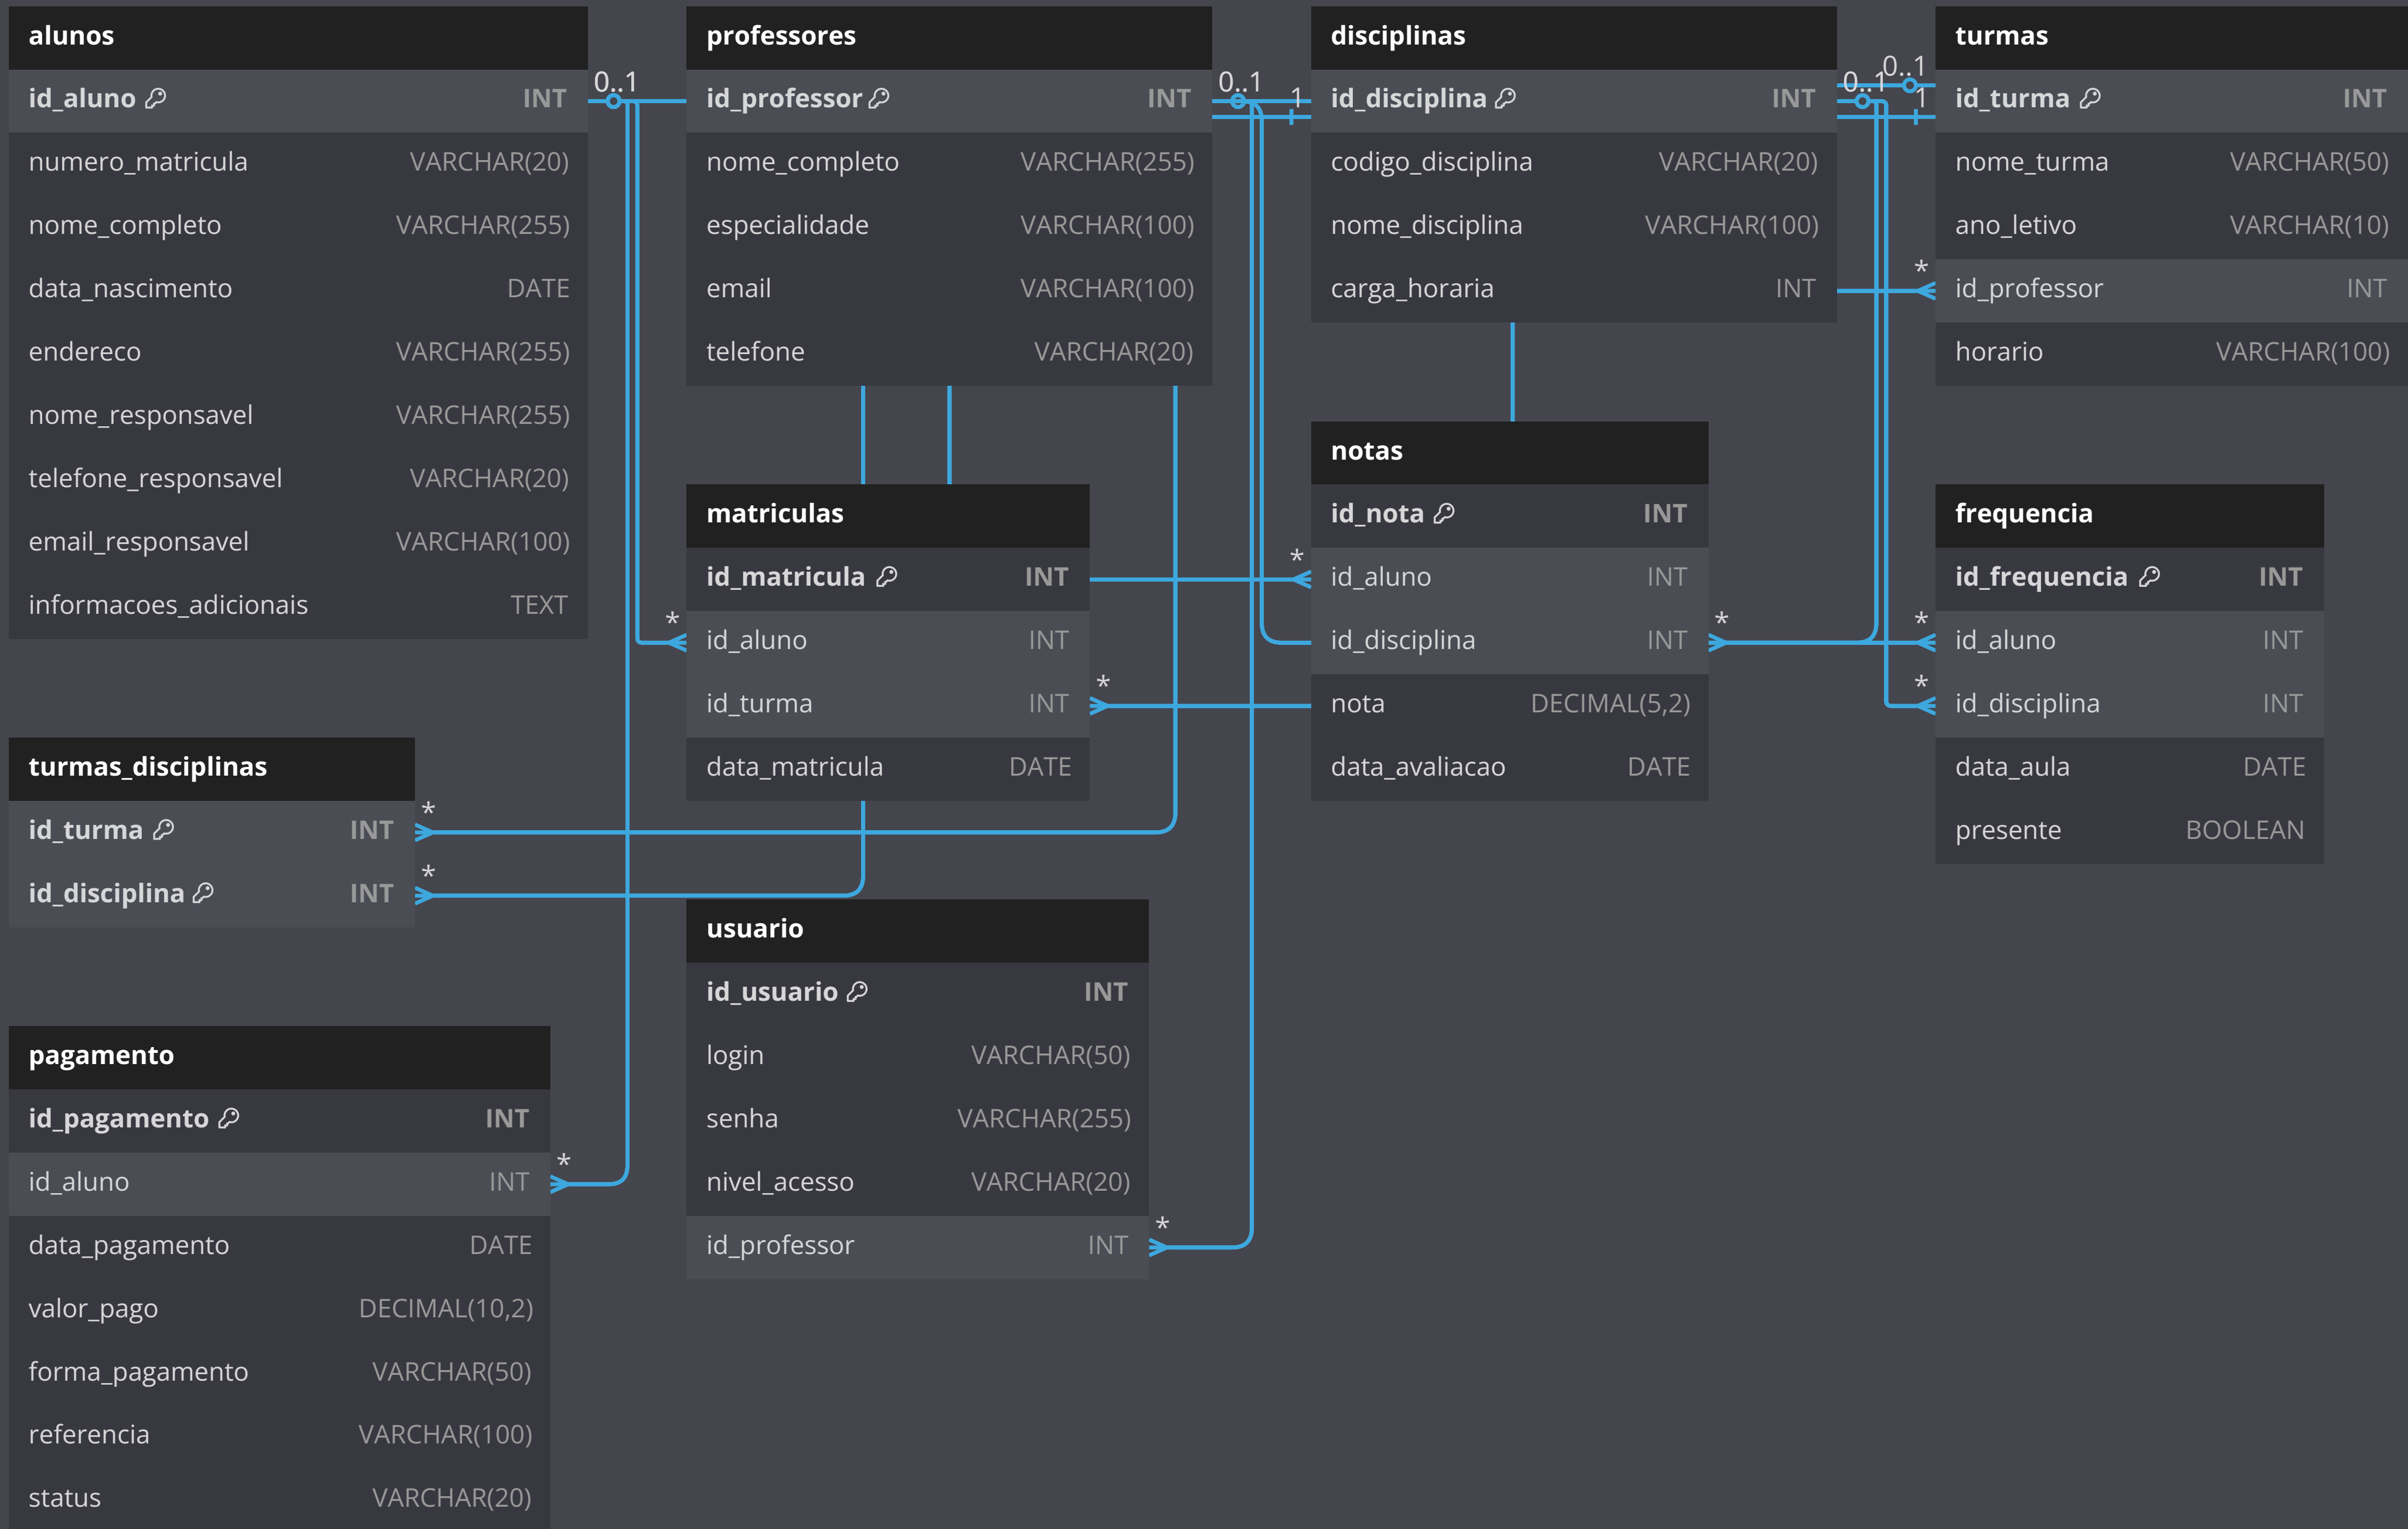 alunos
id_aluno INT
numero_matricula VARCHAR(20)
nome_completo VARCHAR(255)
data_nascimento DATE
endereco VARCHAR(255)
nome_responsavel VARCHAR(255)
telefone_responsavel VARCHAR(20)
email_responsavel VARCHAR(100)
informacoes_adicionais TEXT
0..1
professores
id_professor INT
nome_completo VARCHAR(255)
especialidade VARCHAR(100)
email VARCHAR(100)
telefone VARCHAR(20)
0..1
1
disciplinas
id_disciplina INT
codigo_disciplina VARCHAR(20)
nome_disciplina VARCHAR(100)
carga_horaria INT
0..1
0..1
1
*
turmas
id_turma INT
nome_turma VARCHAR(50)
ano_letivo VARCHAR(10)
id_professor INT
horario VARCHAR(100)
*
matriculas
id_matricula INT
id_aluno INT
id_turma INT
data_matricula DATE
*
*
notas
id_nota INT
id_aluno INT
id_disciplina INT
nota DECIMAL(5,2)
data_avaliacao DATE
*
*
*
frequencia
id_frequencia INT
id_aluno INT
id_disciplina INT
data_aula DATE
presente BOOLEAN
turmas_disciplinas
id_turma INT
id_disciplina INT
*
*
usuario
id_usuario INT
login VARCHAR(50)
senha VARCHAR(255)
nivel_acesso VARCHAR(20)
id_professor INT
*
pagamento
id_pagamento INT
id_aluno INT
data_pagamento DATE
valor_pago DECIMAL(10,2)
forma_pagamento VARCHAR(50)
referencia VARCHAR(100)
status VARCHAR(20)
*